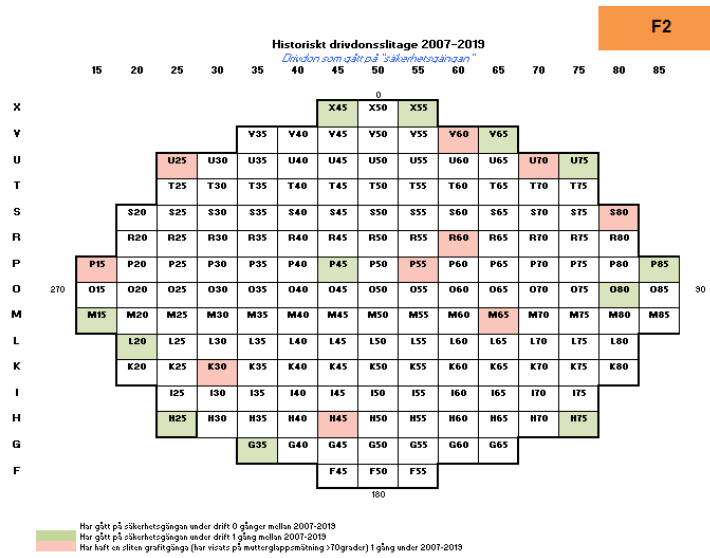 F2
Historiskt drivdonsslitage 2007-2019
Drivdon som gått på "säkerhetsgängan"
15 20 25 30 35 40 45 50 55 60 65 70 75 80 85
0
X X45 X50 X55
Y Y35 Y40 Y45 Y50 Y55 Y60 Y65
U U25 U30 U35 U40 U45 U50 U55 U60 U65 U70 U75
T T25 T30 T35 T40 T45 T50 T55 T60 T65 T70 T75
S S20 S25 S30 S35 S40 S45 S50 S55 S60 S65 S70 S75 S80
R R20 R25 R30 R35 R40 R45 R50 R55 R60 R65 R70 R75 R80
P P15 P20 P25 P30 P35 P40 P45 P50 P55 P60 P65 P70 P75 P80 P85
O 270 O15 O20 O25 O30 O35 O40 O45 O50 O55 O60 O65 O70 O75 O80 O85 90
M M15 M20 M25 M30 M35 M40 M45 M50 M55 M60 M65 M70 M75 M80 M85
L L20 L25 L30 L35 L40 L45 L50 L55 L60 L65 L70 L75 L80
K K20 K25 K30 K35 K40 K45 K50 K55 K60 K65 K70 K75 K80
I I25 I30 I35 I40 I45 I50 I55 I60 I65 I70 I75
H H25 H30 H35 H40 H45 H50 H55 H60 H65 H70 H75
G G35 G40 G45 G50 G55 G60 G65
F F45 F50 F55
180
Har gått på säkerhetsgängan under drift 0 gånger mellan 2007-2019
Har gått på säkerhetsgängan under drift 1 gång mellan 2007-2019
Har haft en sliten grafitgänga (har visats på mutterglappsmätning >70grader) 1 gång under 2007-2019